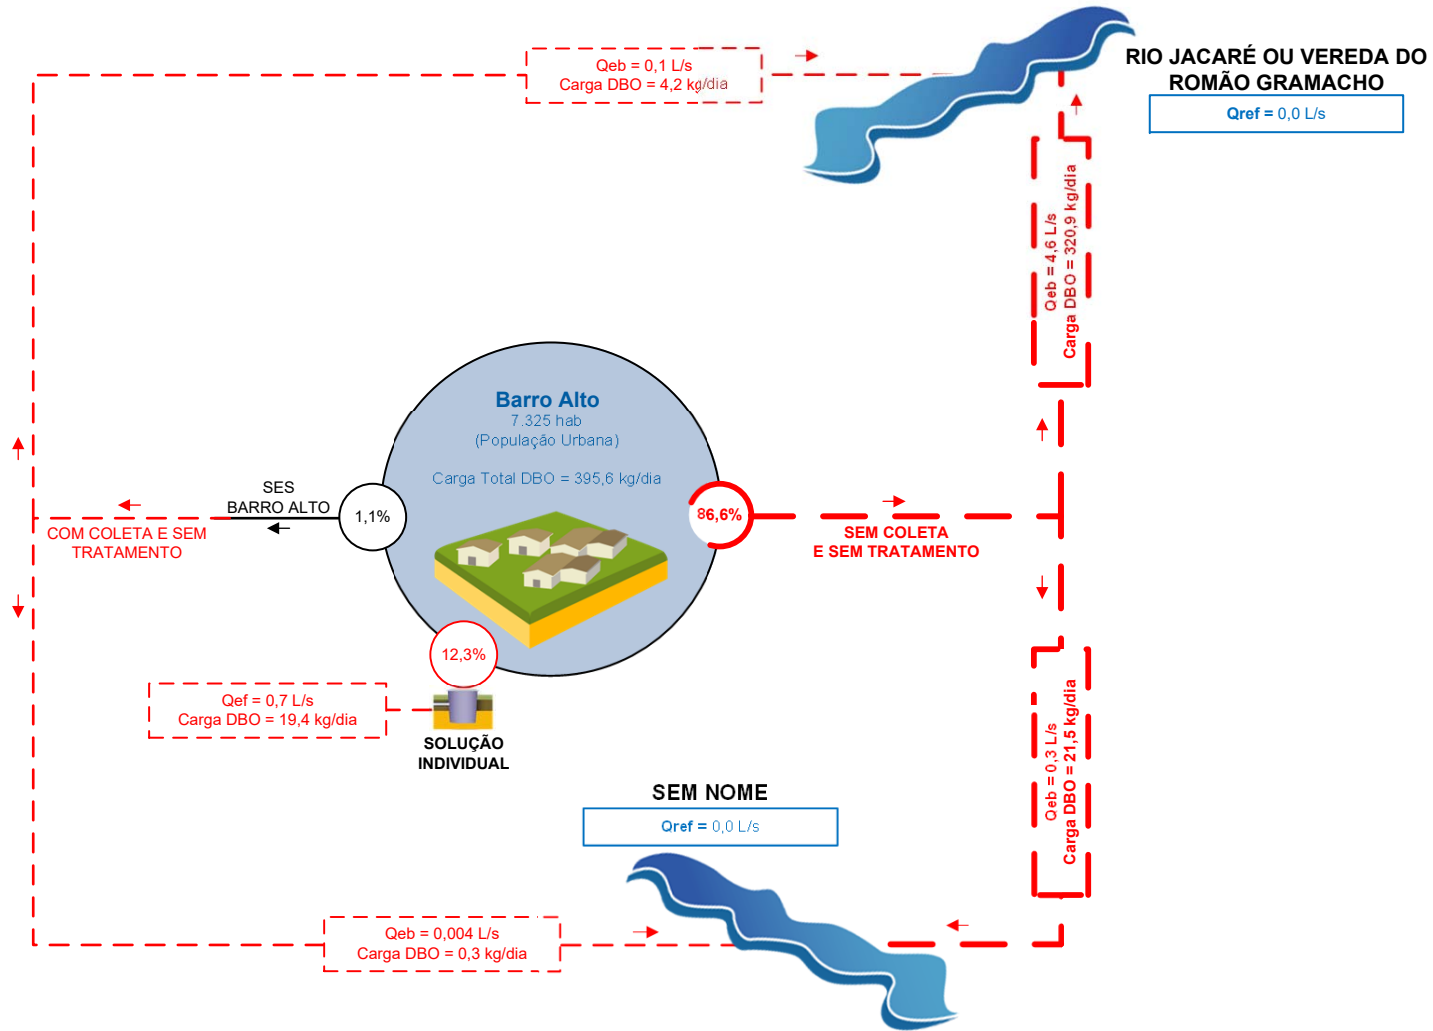 Qeb = 0,1 L/s
Carga DBO = 4,2 kg/dia
RIO JACARÉ OU VEREDA DO
ROMÃO GRAMACHO
Qref = 0,0 L/s
Qeb = 4,6 L/s
Carga DBO = 320,9 kg/dia
Barro Alto
7.325 hab
(População Urbana)
Carga Total DBO = 395,6 kg/dia
SES
BARRO ALTO
1,1%
86,6%
COM COLETA E SEM
TRATAMENTO
SEM COLETA
E SEM TRATAMENTO
12,3%
Qef = 0,7 L/s
Carga DBO = 19,4 kg/dia
SOLUÇÃO
INDIVIDUAL
Qeb = 0,3 L/s
Carga DBO = 21,5 kg/dia
SEM NOME
Qref = 0,0 L/s
Qeb = 0,004 L/s
Carga DBO = 0,3 kg/dia